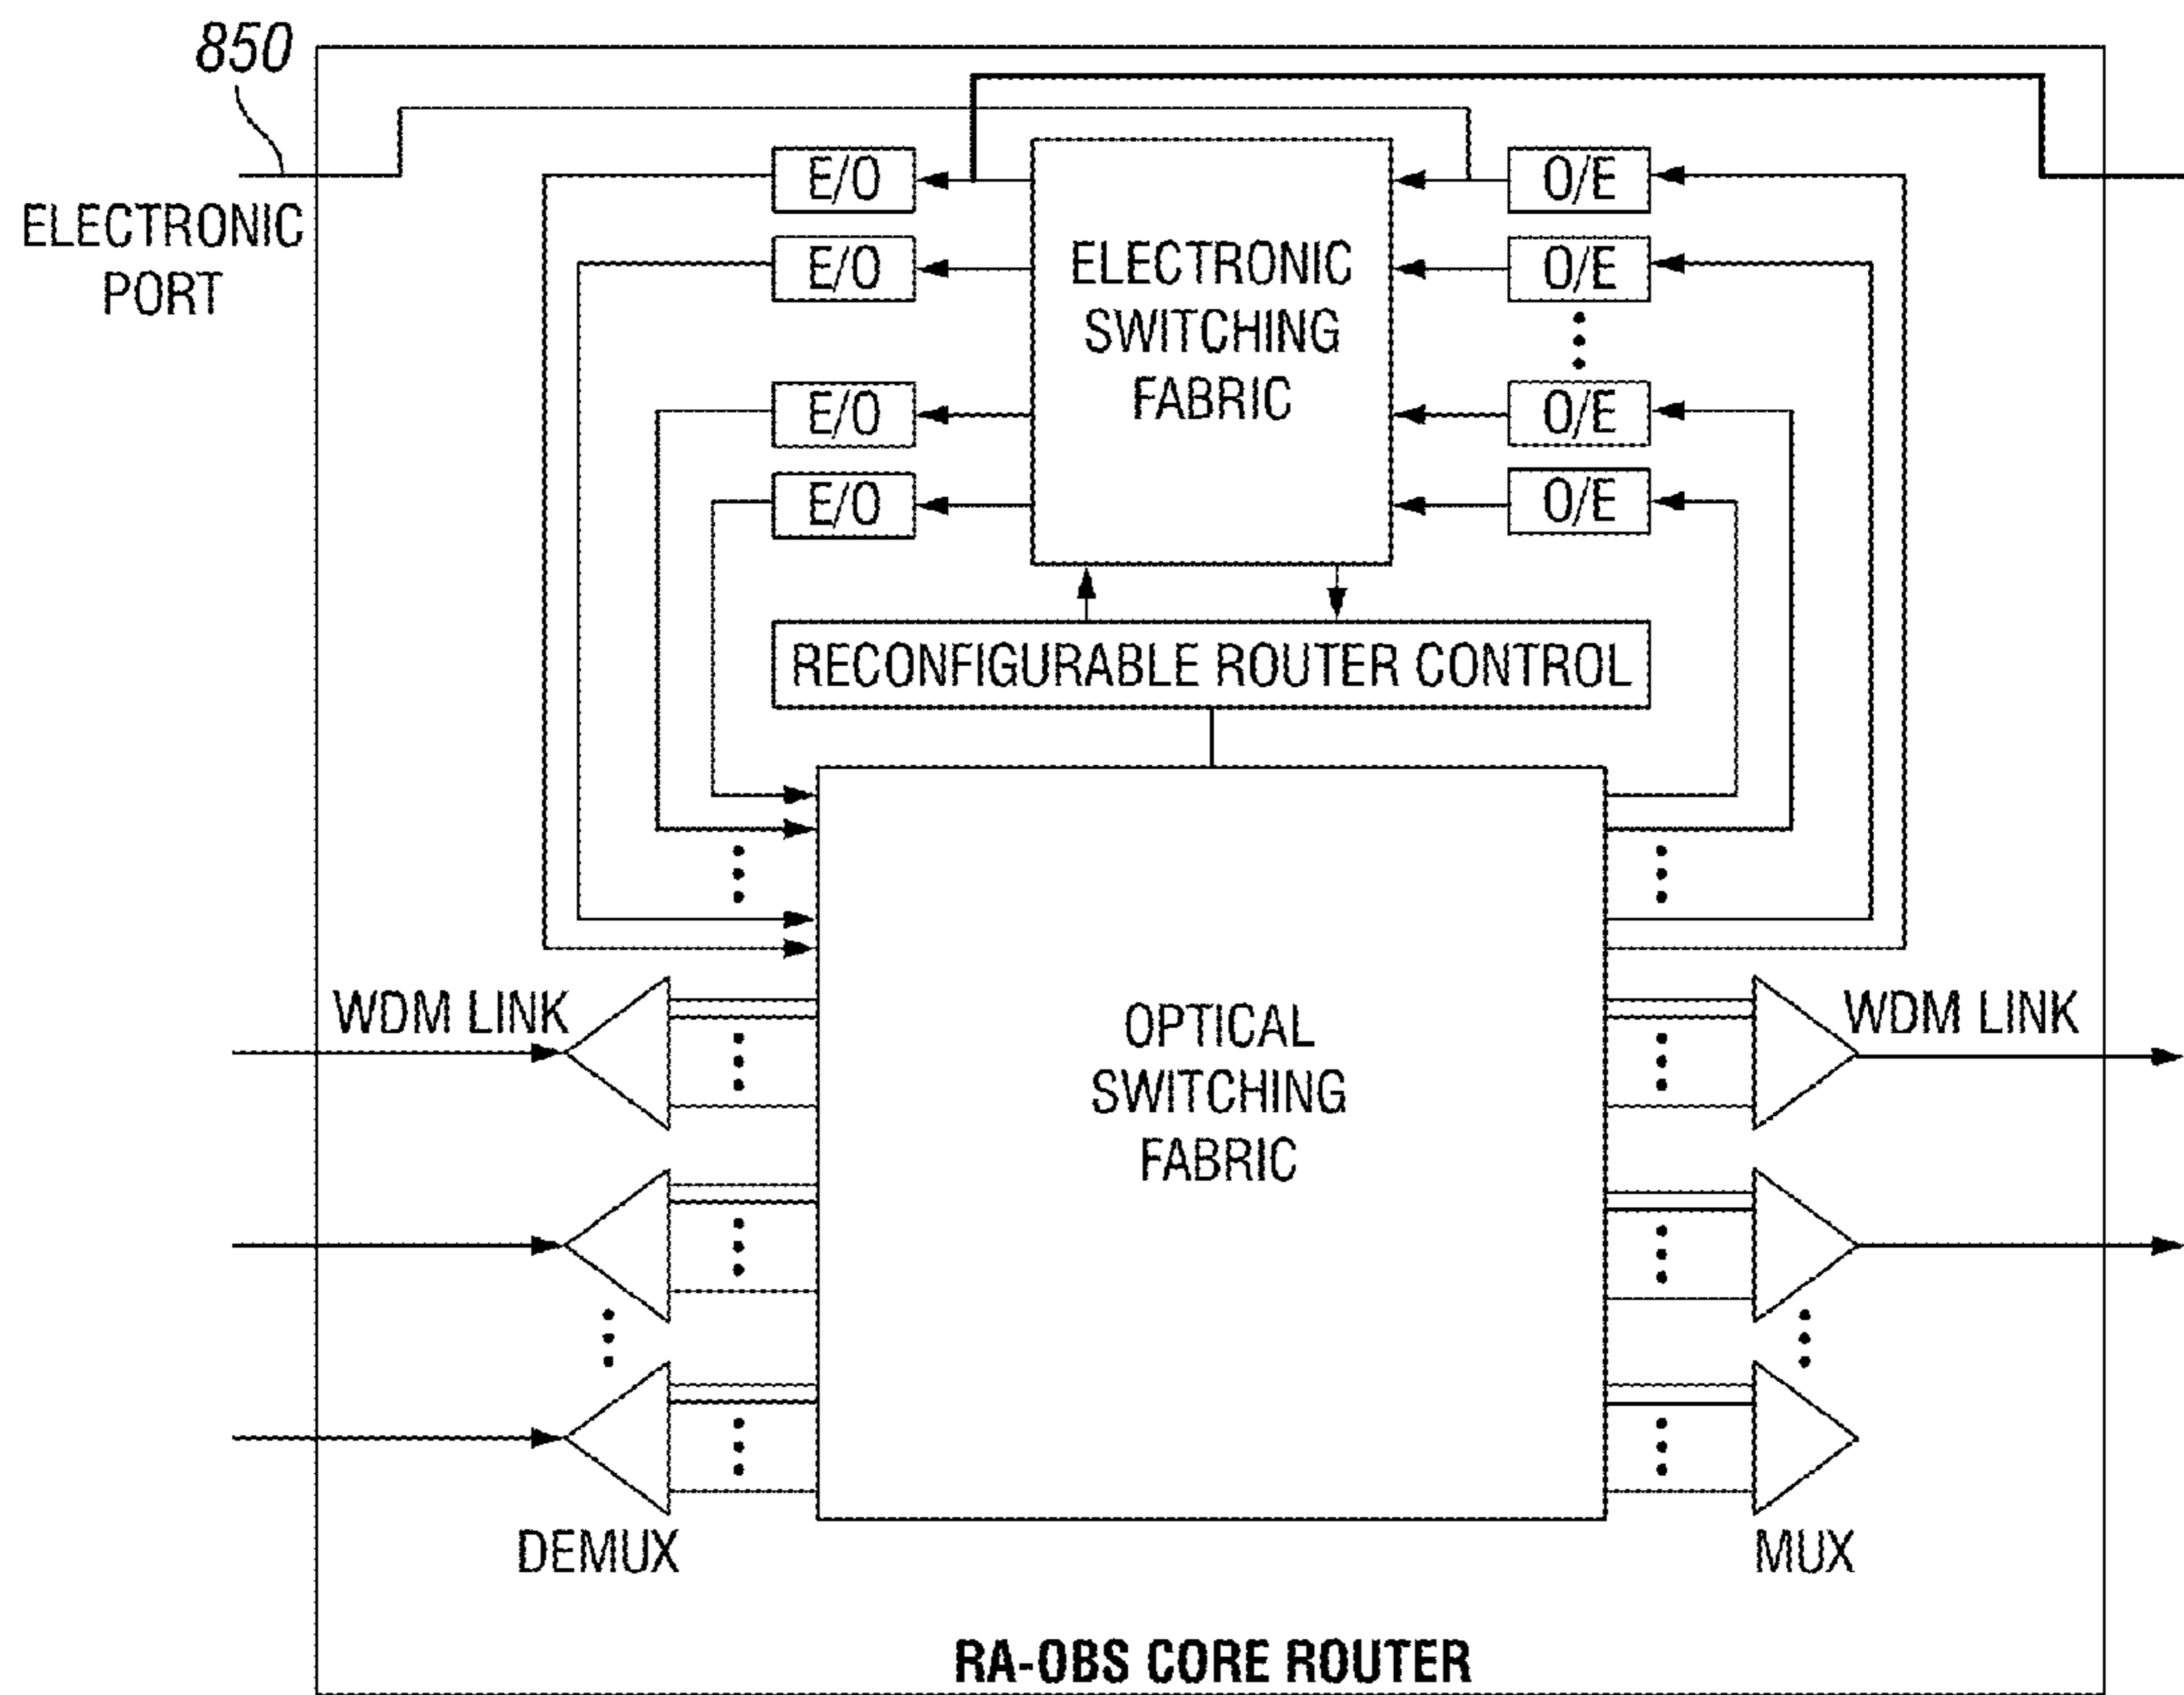 850
ELECTRONIC
PORT
E/O
O/E
E/O
O/E
ELECTRONIC
SWITCHING
FABRIC
E/O
O/E
E/O
O/E
RECONFIGURABLE ROUTER CONTROL
WDM LINK
WDM LINK
OPTICAL
SWITCHING
FABRIC
DEMUX
MUX
RA-OBS CORE ROUTER